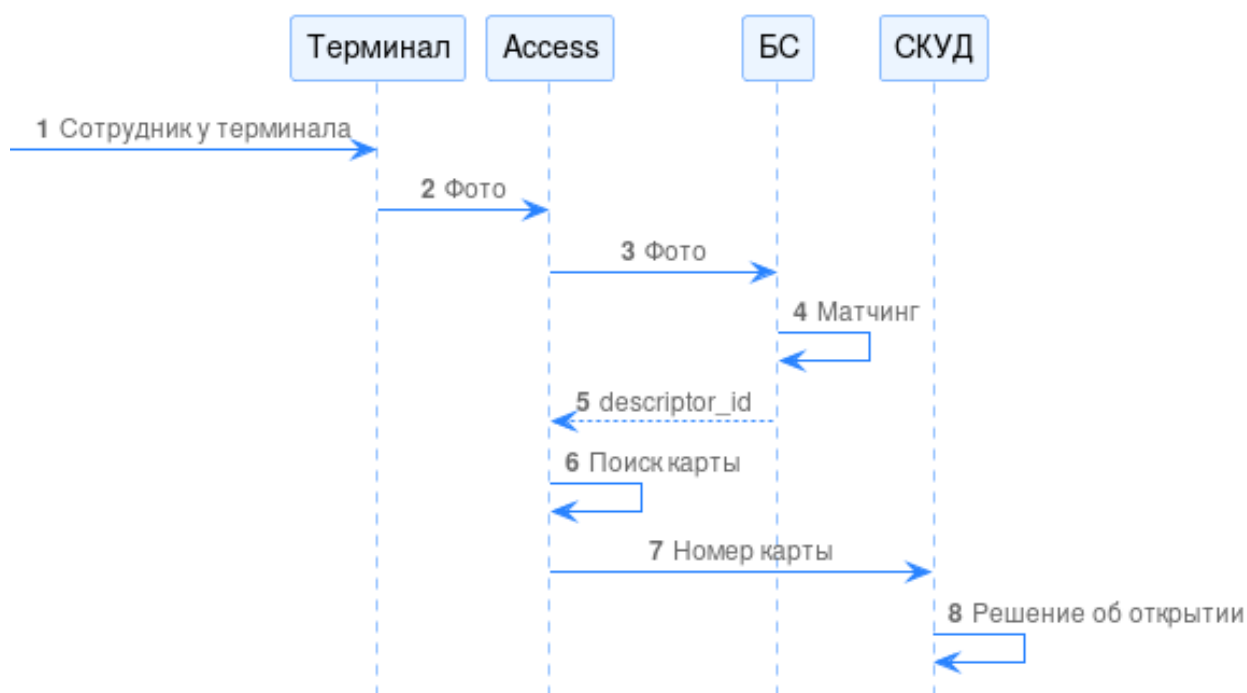 Терминал
Access
БС
СКУД
1 Сотрудник у терминала
2 Фото
3 Фото
4 Матчинг
5 descriptor_id
6 Поиск карты
7 Номер карты
8 Решение об открытии